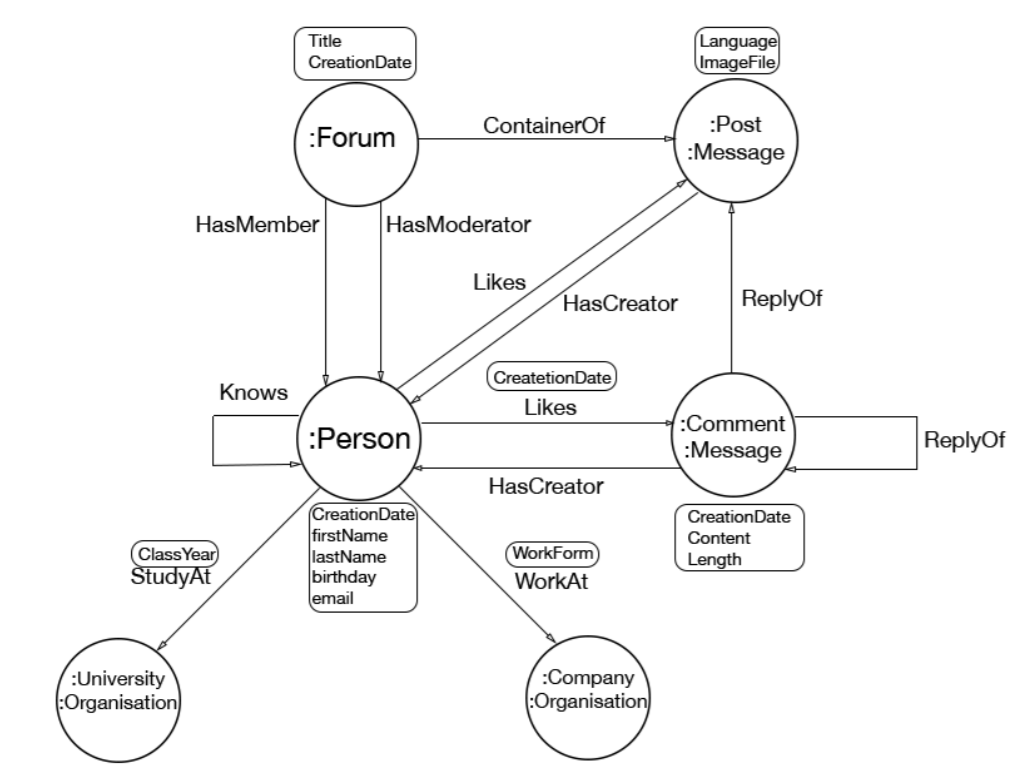 Title
CreationDate
Language
ImageFile
:Forum
ContainerOf
:Post
:Message
HasMember
HasModerator
Likes
HasCreator
ReplyOf
CreatetionDate
Knows
Likes
:Person
:Comment
:Message
ReplyOf
HasCreator
CreationDate
firstName
lastName
birthday
email
CreationDate
Content
Length
ClassYear
StudyAt
WorkForm
WorkAt
:University
:Organisation
:Company
:Organisation